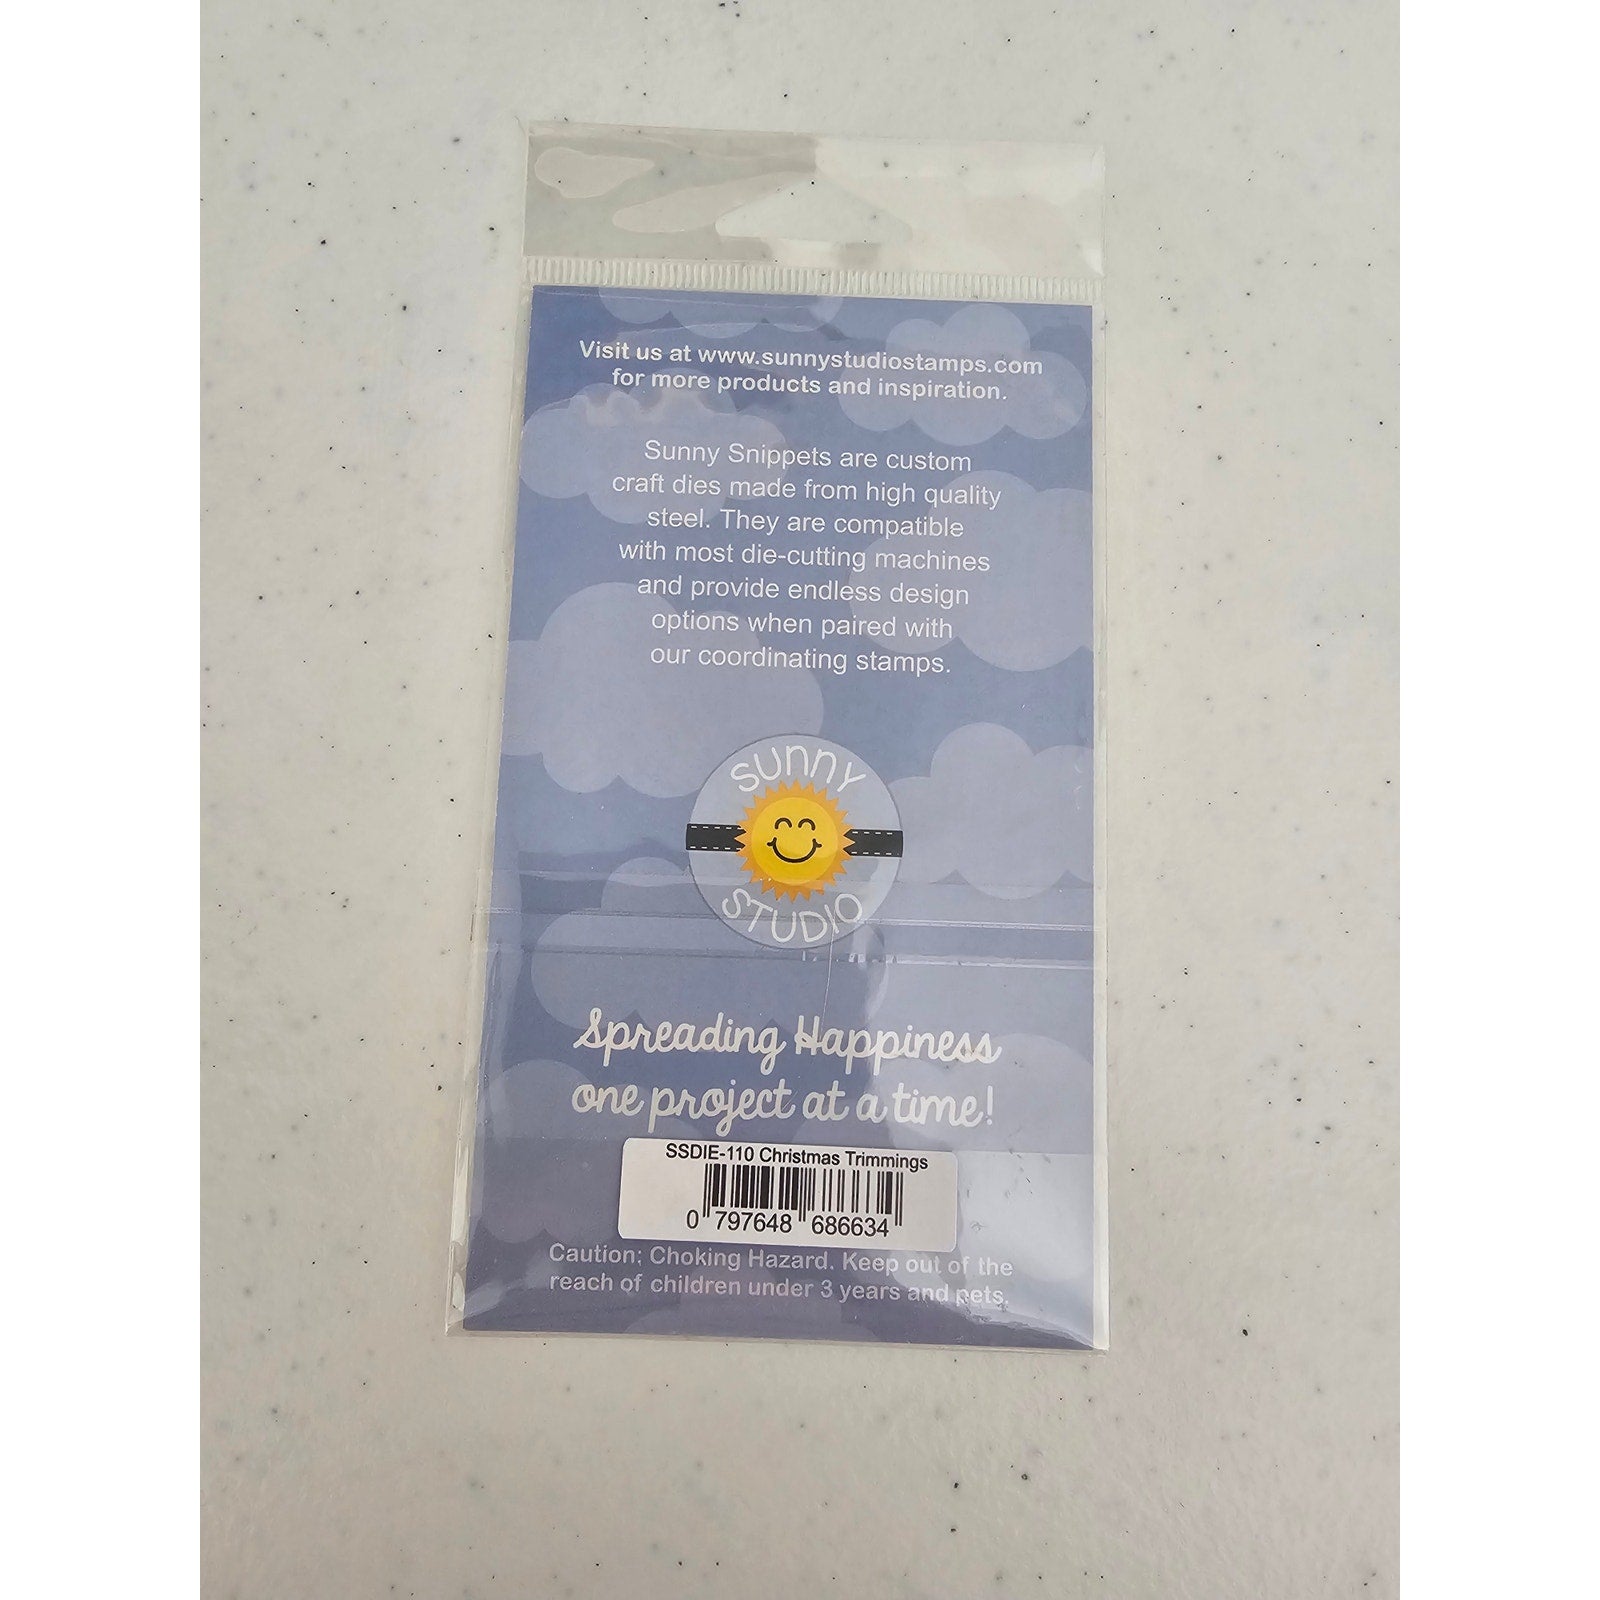 Visit us at www.sunnystudiostamps.com
for more products and inspiration.
Sunny Snippets are custom
craft dies made from high quality
steel. They are compatible
with most die-cutting machines
and provide endless design
options when paired with
our coordinating stamps.
SUNNY
STUDIO
Spreading Happiness
one project at a time!
SSDIE-110 Christmas Trimmings
0 797648 686634
Caution; Choking Hazard. Keep out of the
reach of children under 3 years and pets.